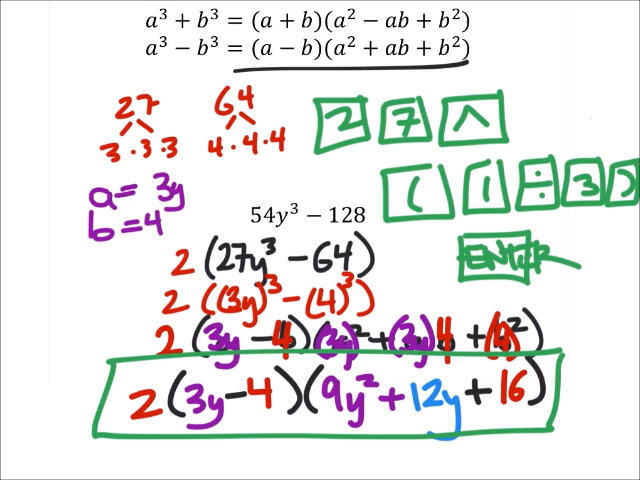 a³ + b³ = (a + b)(a² − ab + b²)
a³ − b³ = (a − b)(a² + ab + b²)
27 64
3 · 3 · 3 4 · 4 · 4
2 7 ^
( 1 ÷ 3 )
ENTER
a = 3y
b = 4
54y³ − 128
2 (27y³ − 64)
2 ((3y)³ − (4)³)
2 (3y − 4)((3y)² + (3y)4 + (4)²)
2 (3y − 4)(9y² + 12y + 16)